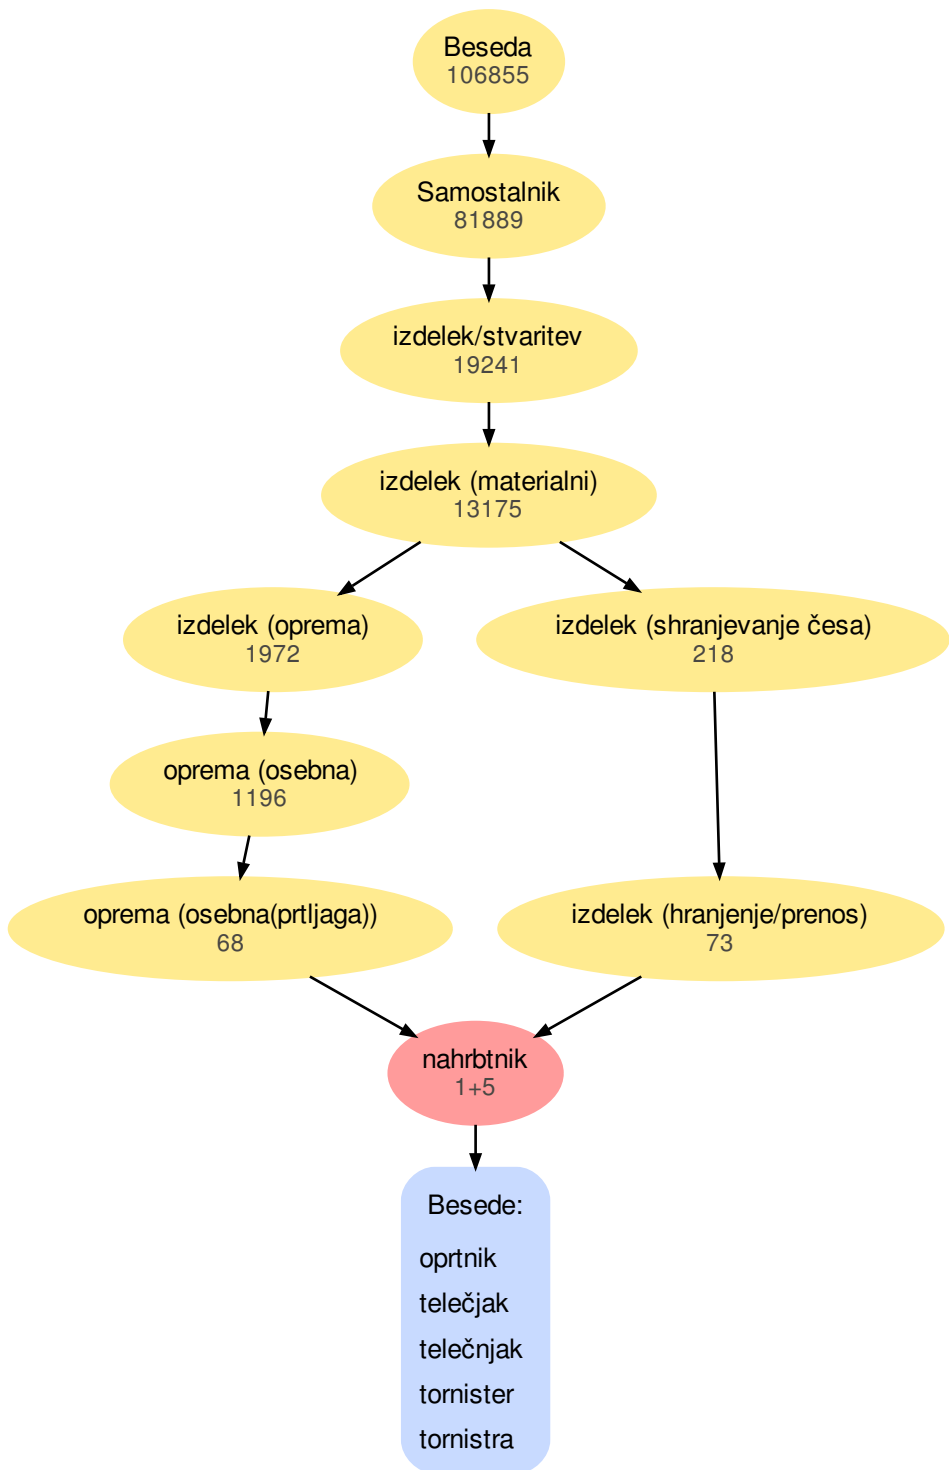 Beseda
106855
Samostalnik
81889
izdelek/stvaritev
19241
izdelek (materialni)
13175
izdelek (oprema)
1972
izdelek (shranjevanje česa)
218
oprema (osebna)
1196
oprema (osebna(prtljaga))
68
izdelek (hranjenje/prenos)
73
nahrbtnik
1+5
Besede:
oprtnik
telečjak
telečnjak
tornister
tornistra